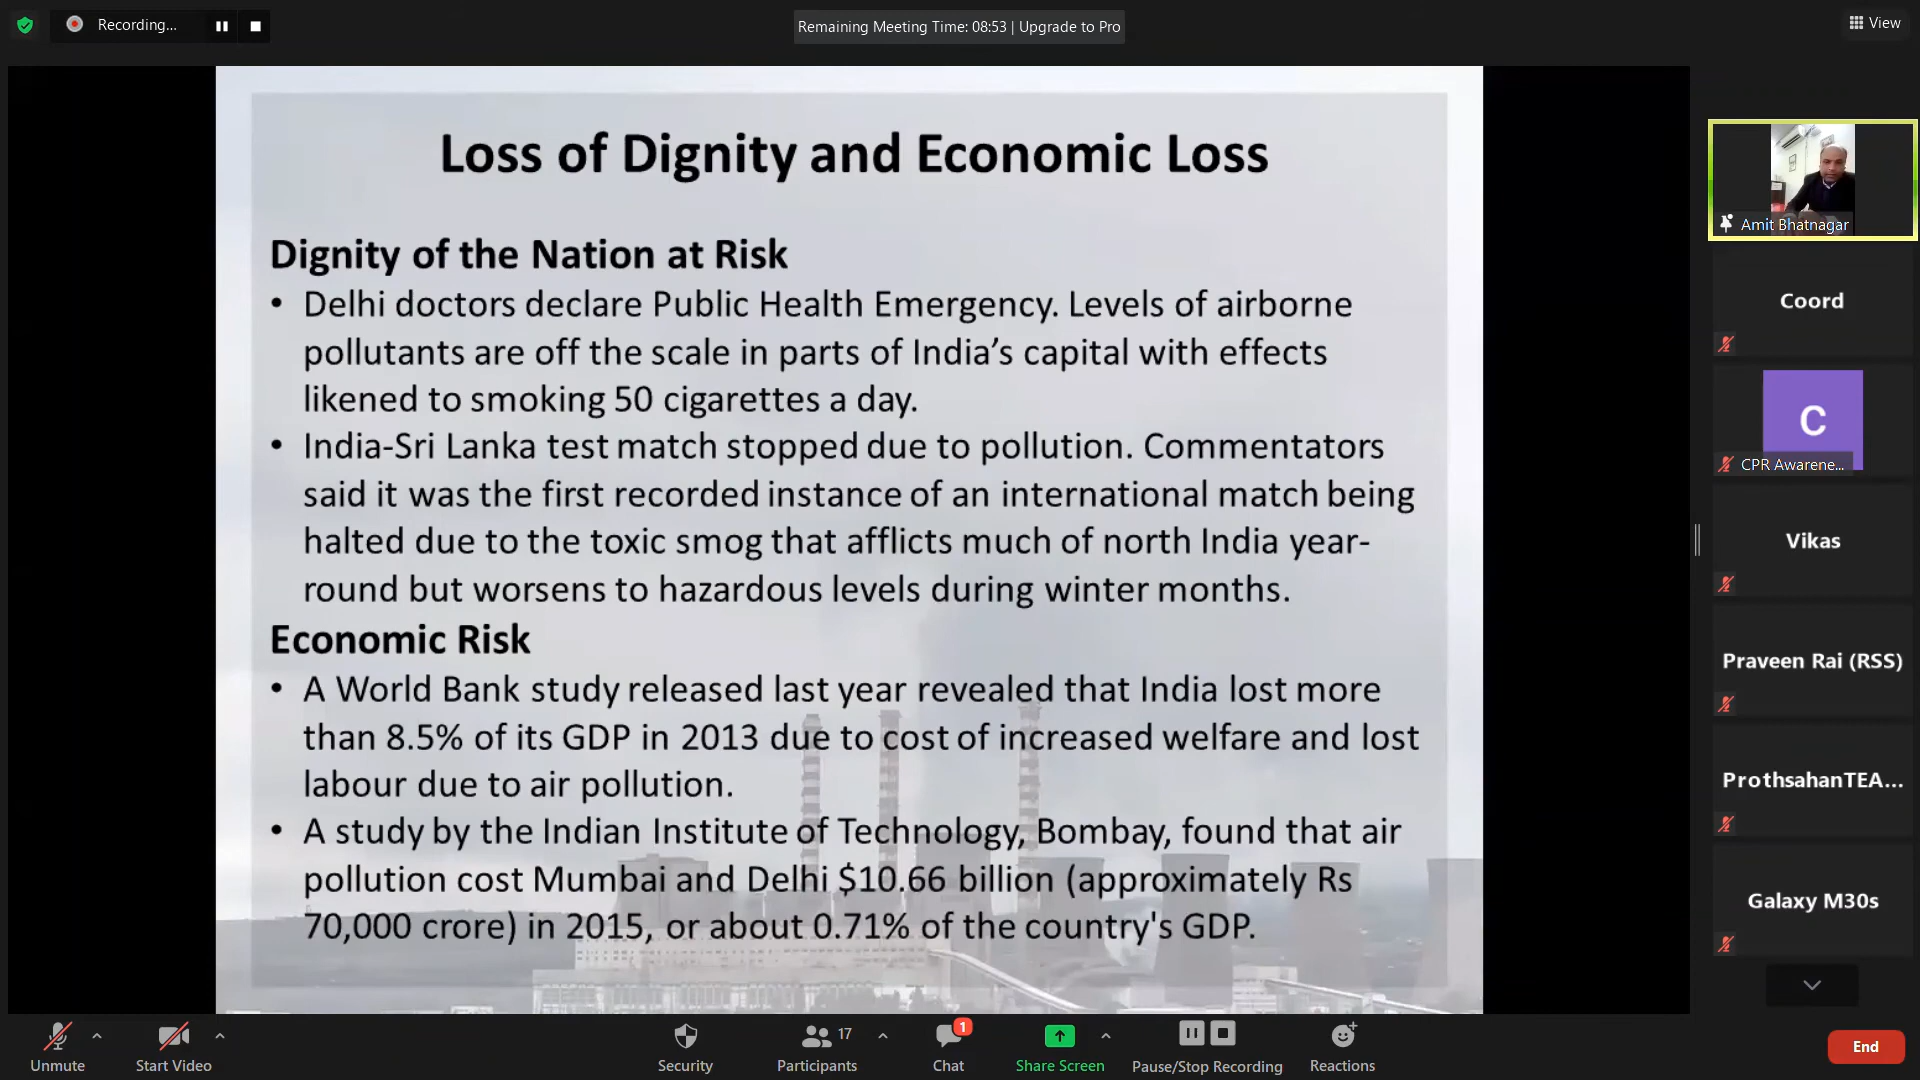 Recording...
Remaining Meeting Time: 08:53 | Upgrade to Pro
View
Loss of Dignity and Economic Loss
Dignity of the Nation at Risk
• Delhi doctors declare Public Health Emergency. Levels of airborne
pollutants are off the scale in parts of India’s capital with effects
likened to smoking 50 cigarettes a day.
• India-Sri Lanka test match stopped due to pollution. Commentators
said it was the first recorded instance of an international match being
halted due to the toxic smog that afflicts much of north India year-
round but worsens to hazardous levels during winter months.
Economic Risk
• A World Bank study released last year revealed that India lost more
than 8.5% of its GDP in 2013 due to cost of increased welfare and lost
labour due to air pollution.
• A study by the Indian Institute of Technology, Bombay, found that air
pollution cost Mumbai and Delhi $10.66 billion (approximately Rs
70,000 crore) in 2015, or about 0.71% of the country's GDP.
Amit Bhatnagar
Coord
C
CPR Awarene...
Vikas
Praveen Rai (RSS)
ProthsahanTEA...
Galaxy M30s
Unmute
Start Video
Security
17
Participants
1
Chat
Share Screen
Pause/Stop Recording
Reactions
End